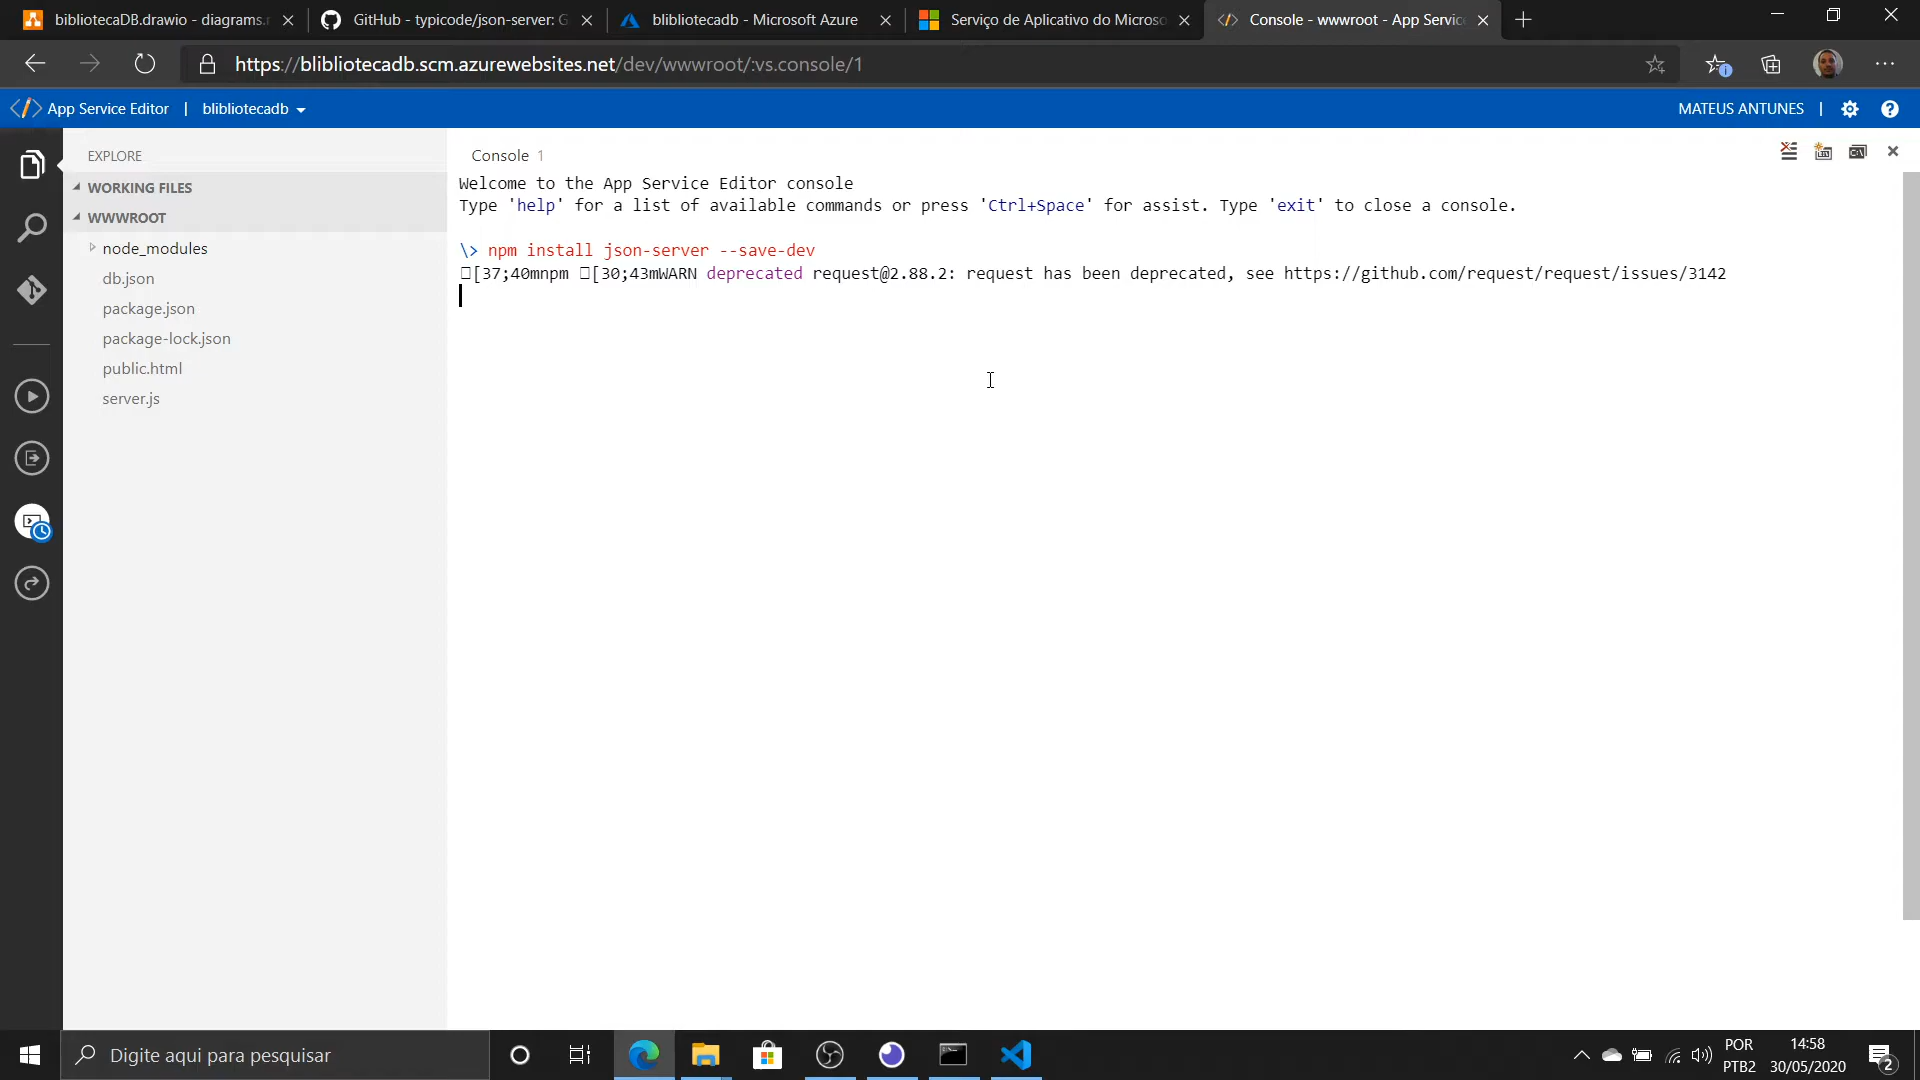 bibliotecaDB.drawio - diagrams.n
GitHub - typicode/json-server: G
blibliotecadb - Microsoft Azure
Serviço de Aplicativo do Microso
Console - wwwroot - App Service
https://blibliotecadb.scm.azurewebsites.net/dev/wwwroot/:vs.console/1
App Service Editor | blibliotecadb
MATEUS ANTUNES |
EXPLORE
WORKING FILES
WWWROOT
node_modules
db.json
package.json
package-lock.json
public.html
server.js
Console 1
Welcome to the App Service Editor console
Type 'help' for a list of available commands or press 'Ctrl+Space' for assist. Type 'exit' to close a console.
\> npm install json-server --save-dev
□[37;40mnpm □[30;43mWARN deprecated request@2.88.2: request has been deprecated, see https://github.com/request/request/issues/3142
Digite aqui para pesquisar
POR
PTB2
14:58
30/05/2020
2